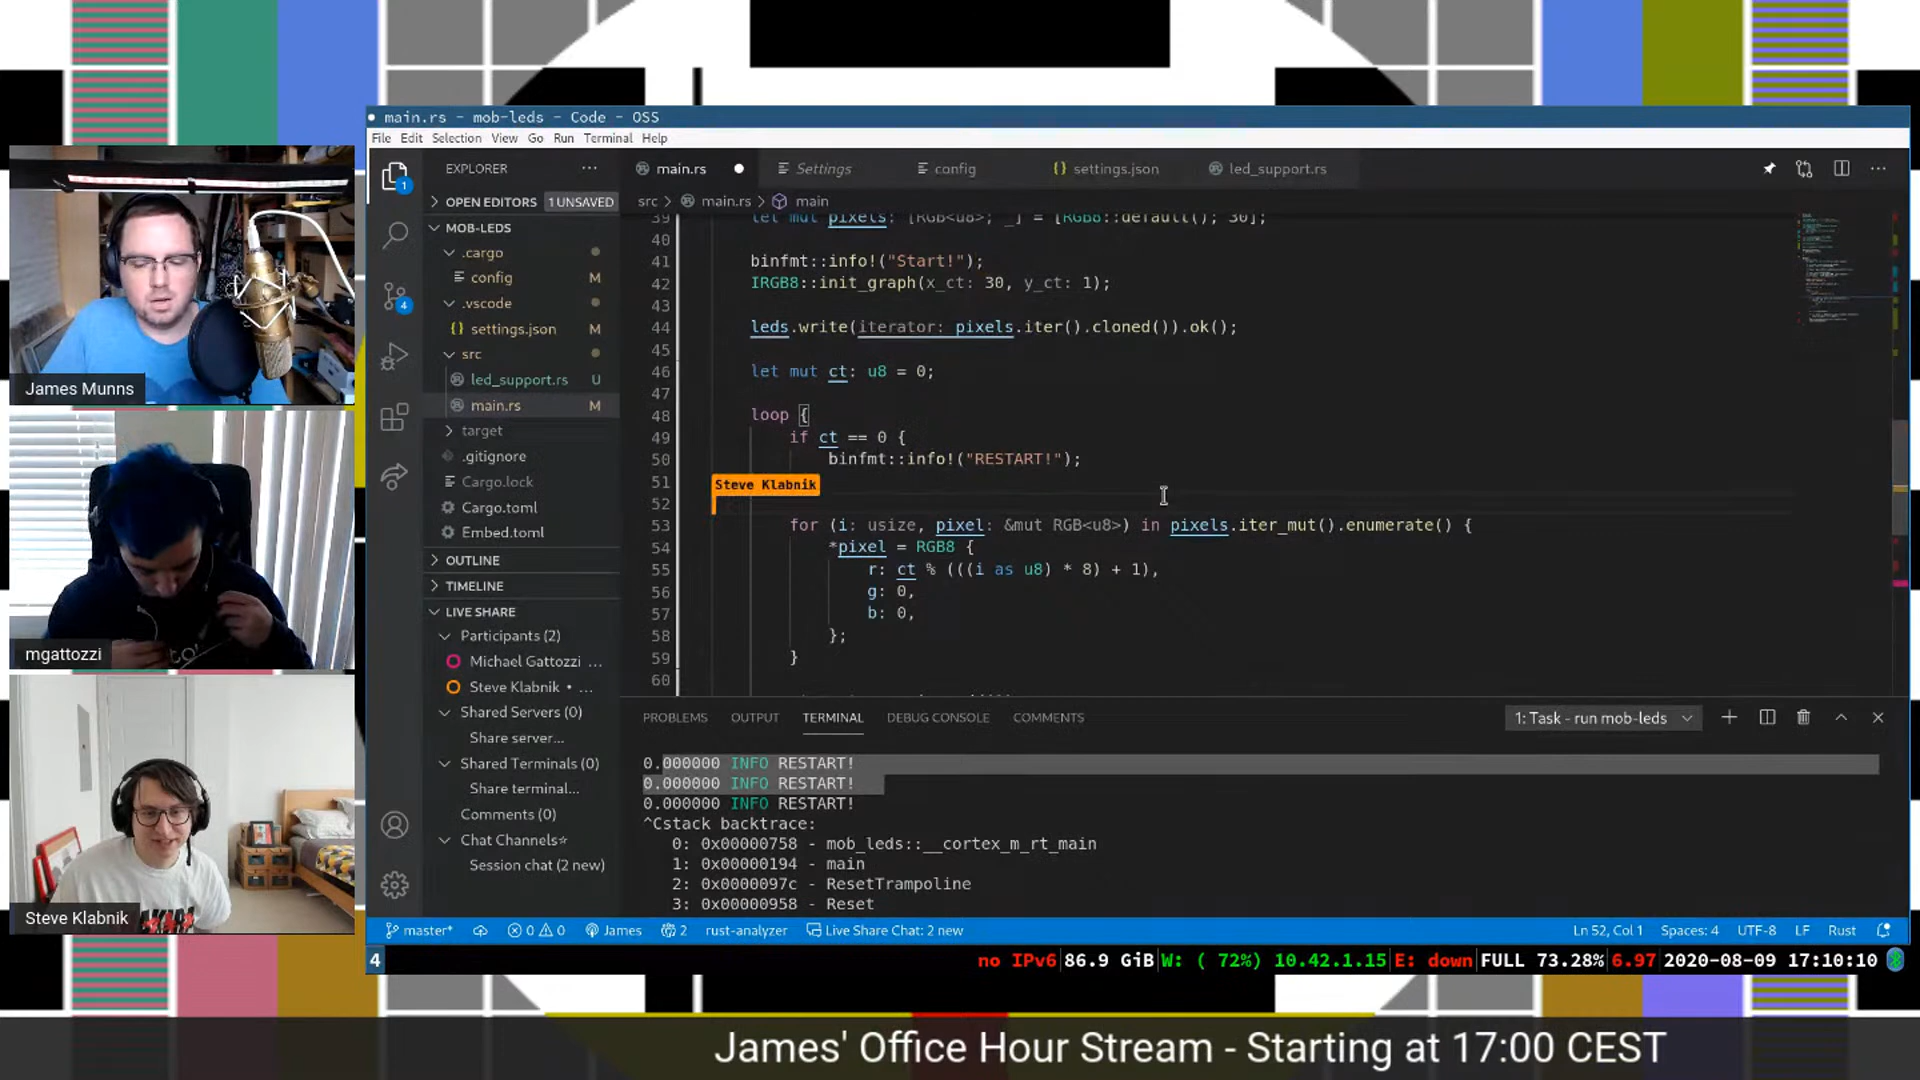 main.rs - mob-leds - Code - OSS
File Edit Selection View Go Run Terminal Help
EXPLORER
OPEN EDITORS 1 UNSAVED
MOB-LEDS
.cargo
config M
.vscode
settings.json M
src
led_support.rs U
main.rs M
target
.gitignore
Cargo.lock
Cargo.toml
Embed.toml
OUTLINE
TIMELINE
LIVE SHARE
Participants (2)
Michael Gattozzi ...
Steve Klabnik • ...
Shared Servers (0)
Share server...
Shared Terminals (0)
Share terminal...
Comments (0)
Chat Channels☆
Session chat (2 new)
1
4
main.rs Settings config settings.json led_support.rs
src > main.rs > main
39 let mut pixels: [RGB<u8>; _] = [RGB8::default(); 30];
40
41 binfmt::info!("Start!");
42 IRGB8::init_graph(x_ct: 30, y_ct: 1);
43
44 leds.write(iterator: pixels.iter().cloned()).ok();
45
46 let mut ct: u8 = 0;
47
48 loop {
49 if ct == 0 {
50 binfmt::info!("RESTART!");
51 Steve Klabnik
52
53 for (i: usize, pixel: &mut RGB<u8>) in pixels.iter_mut().enumerate() {
54 *pixel = RGB8 {
55 r: ct % (((i as u8) * 8) + 1),
56 g: 0,
57 b: 0,
58 };
59 }
60
PROBLEMS OUTPUT TERMINAL DEBUG CONSOLE COMMENTS 1: Task - run mob-leds
0.000000 INFO RESTART!
0.000000 INFO RESTART!
0.000000 INFO RESTART!
^Cstack backtrace:
0: 0x00000758 - mob_leds::__cortex_m_rt_main
1: 0x00000194 - main
2: 0x0000097c - ResetTrampoline
3: 0x00000958 - Reset
master* 0 0 James 2 rust-analyzer Live Share Chat: 2 new Ln 52, Col 1 Spaces: 4 UTF-8 LF Rust
4 no IPv6|86.9 GiB|W: ( 72%) 10.42.1.15|E: down|FULL 73.28%|6.97|2020-08-09 17:10:10
James Munns
mgattozzi
Steve Klabnik
James' Office Hour Stream - Starting at 17:00 CEST